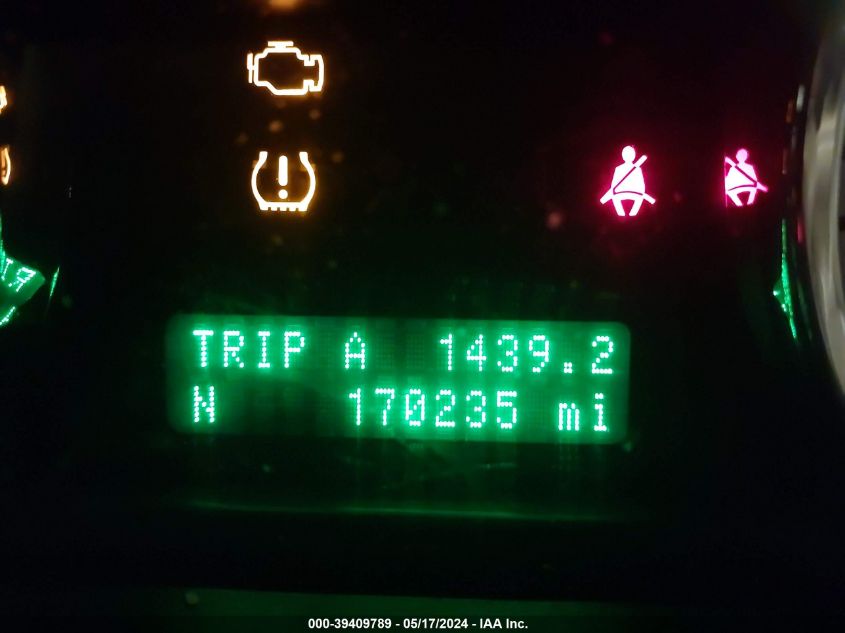 TRIP A 1439.2
N 170235 mi
000-39409789 - 05/17/2024 - IAA Inc.